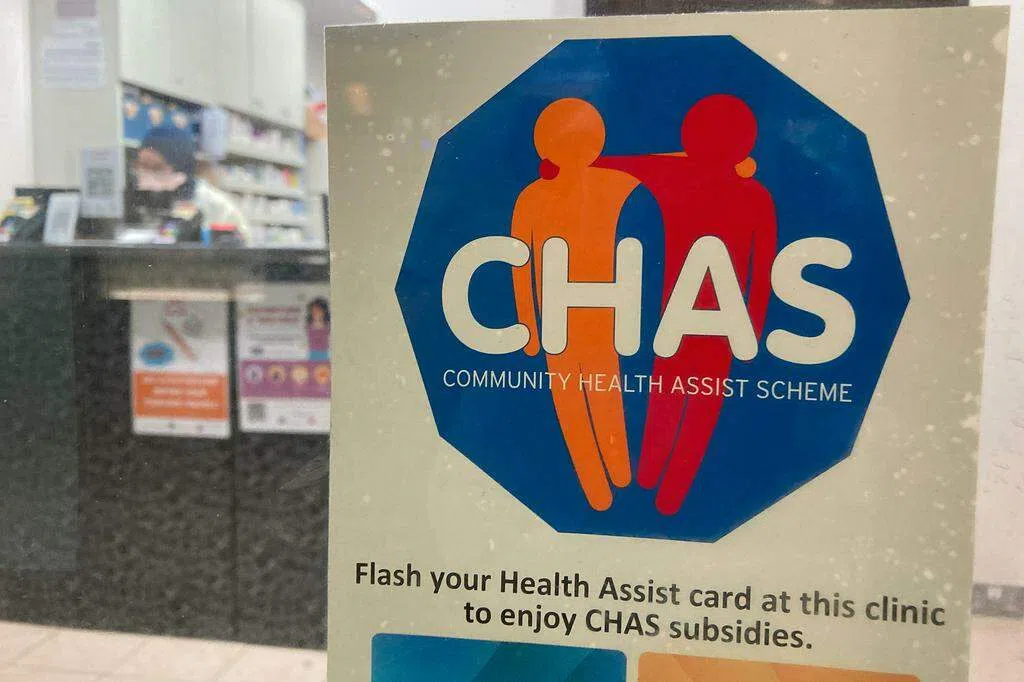 CHAS
COMMUNITY HEALTH ASSIST SCHEME
Flash your Health Assist card at this clinic
to enjoy CHAS subsidies.